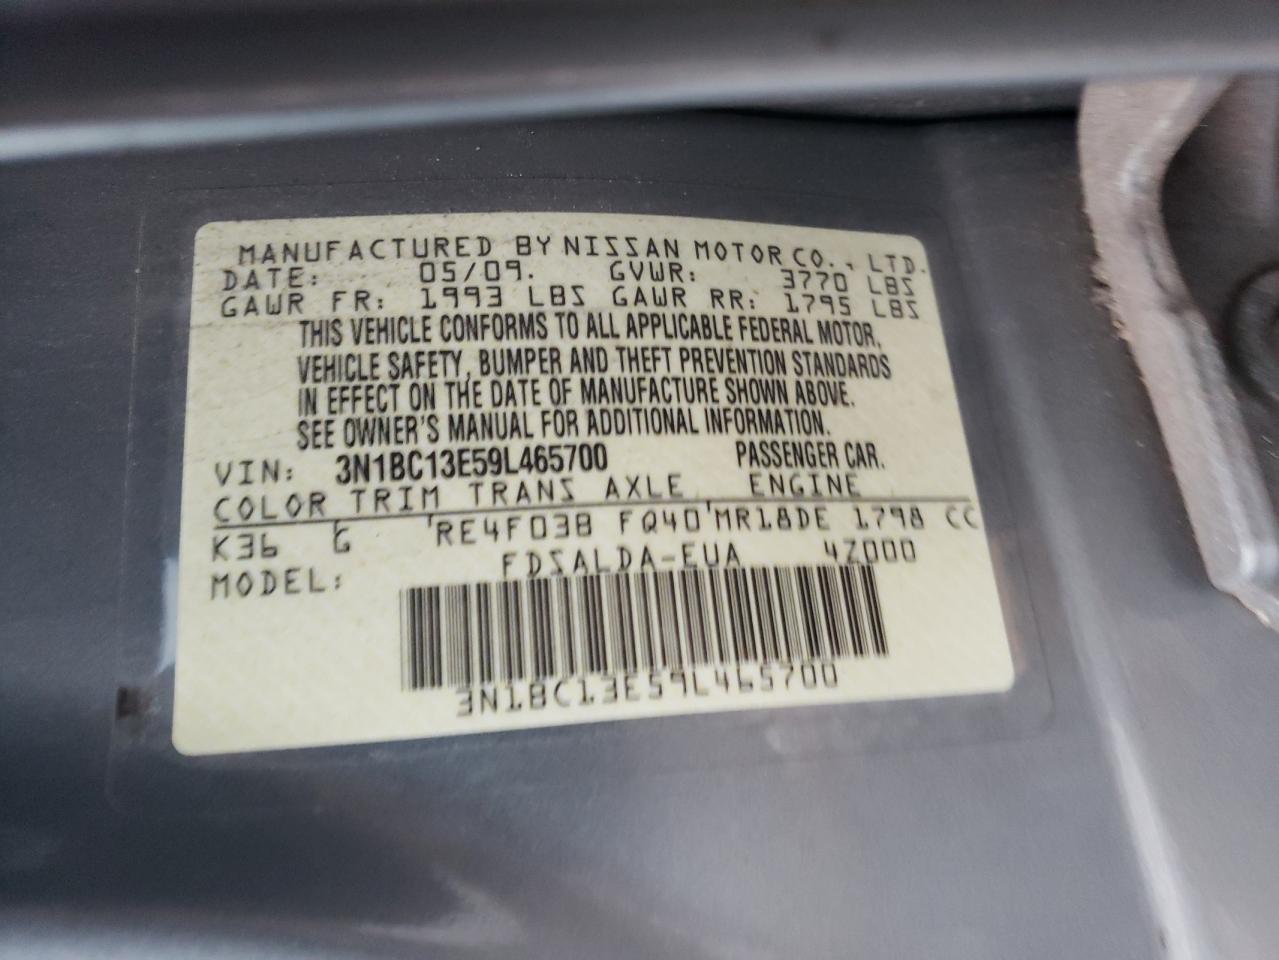 MANUFACTURED BY NISSAN MOTOR CO., LTD.
DATE: 05/09. GVWR: 3770 LBS
GAWR FR: 1993 LBS GAWR RR: 1795 LBS
THIS VEHICLE CONFORMS TO ALL APPLICABLE FEDERAL MOTOR,
VEHICLE SAFETY, BUMPER AND THEFT PREVENTION STANDARDS
IN EFFECT ON THE DATE OF MANUFACTURE SHOWN ABOVE.
SEE OWNER'S MANUAL FOR ADDITIONAL INFORMATION.
VIN: 3N1BC13E59L465700 PASSENGER CAR.
COLOR TRIM TRANS AXLE ENGINE
K36 G RE4F03B FQ40 MR18DE 1798 CC
MODEL: FDSALDA-EUA 4Z000
3N1BC13E59L465700